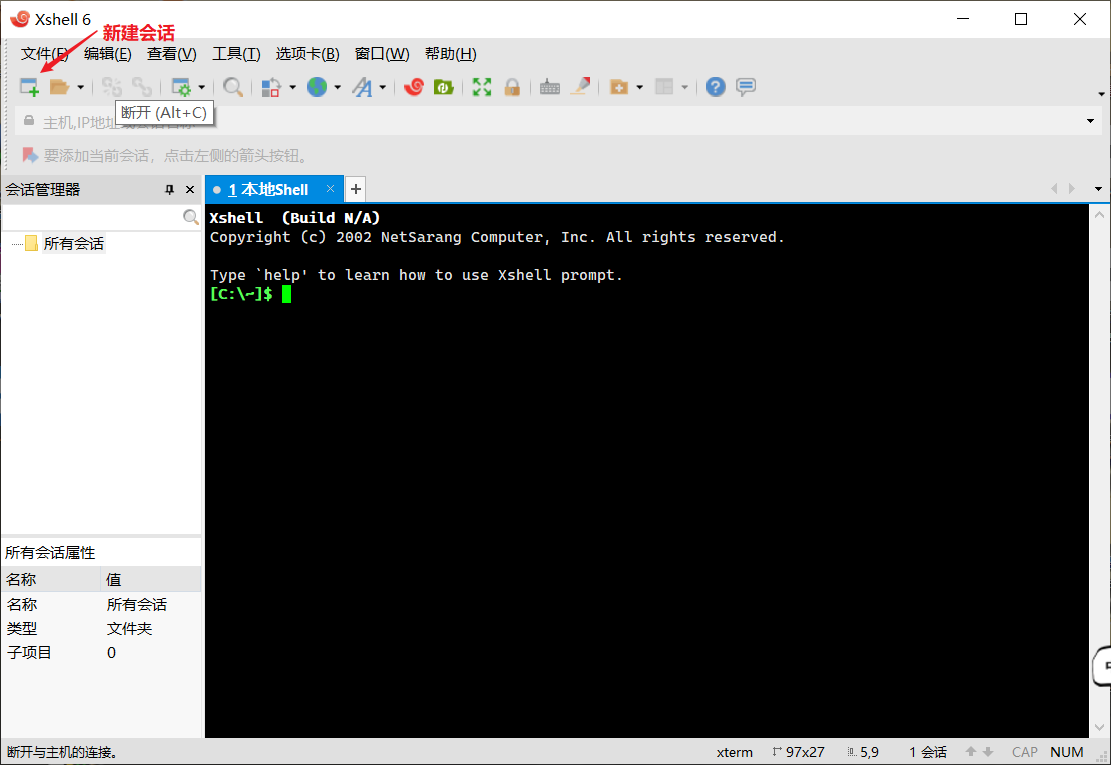 Xshell 6
新建会话
文件(F) 编辑(E) 查看(V) 工具(T) 选项卡(B) 窗口(W) 帮助(H)
断开 (Alt+C)
主机,IP地址或会话名称
要添加当前会话，点击左侧的箭头按钮。
会话管理器
1 本地Shell
所有会话
Xshell (Build N/A)
Copyright (c) 2002 NetSarang Computer, Inc. All rights reserved.
Type `help' to learn how to use Xshell prompt.
[C:\~]$
所有会话属性
名称 值
名称 所有会话
类型 文件夹
子项目 0
断开与主机的连接。 xterm 97x27 5,9 1 会话 CAP NUM